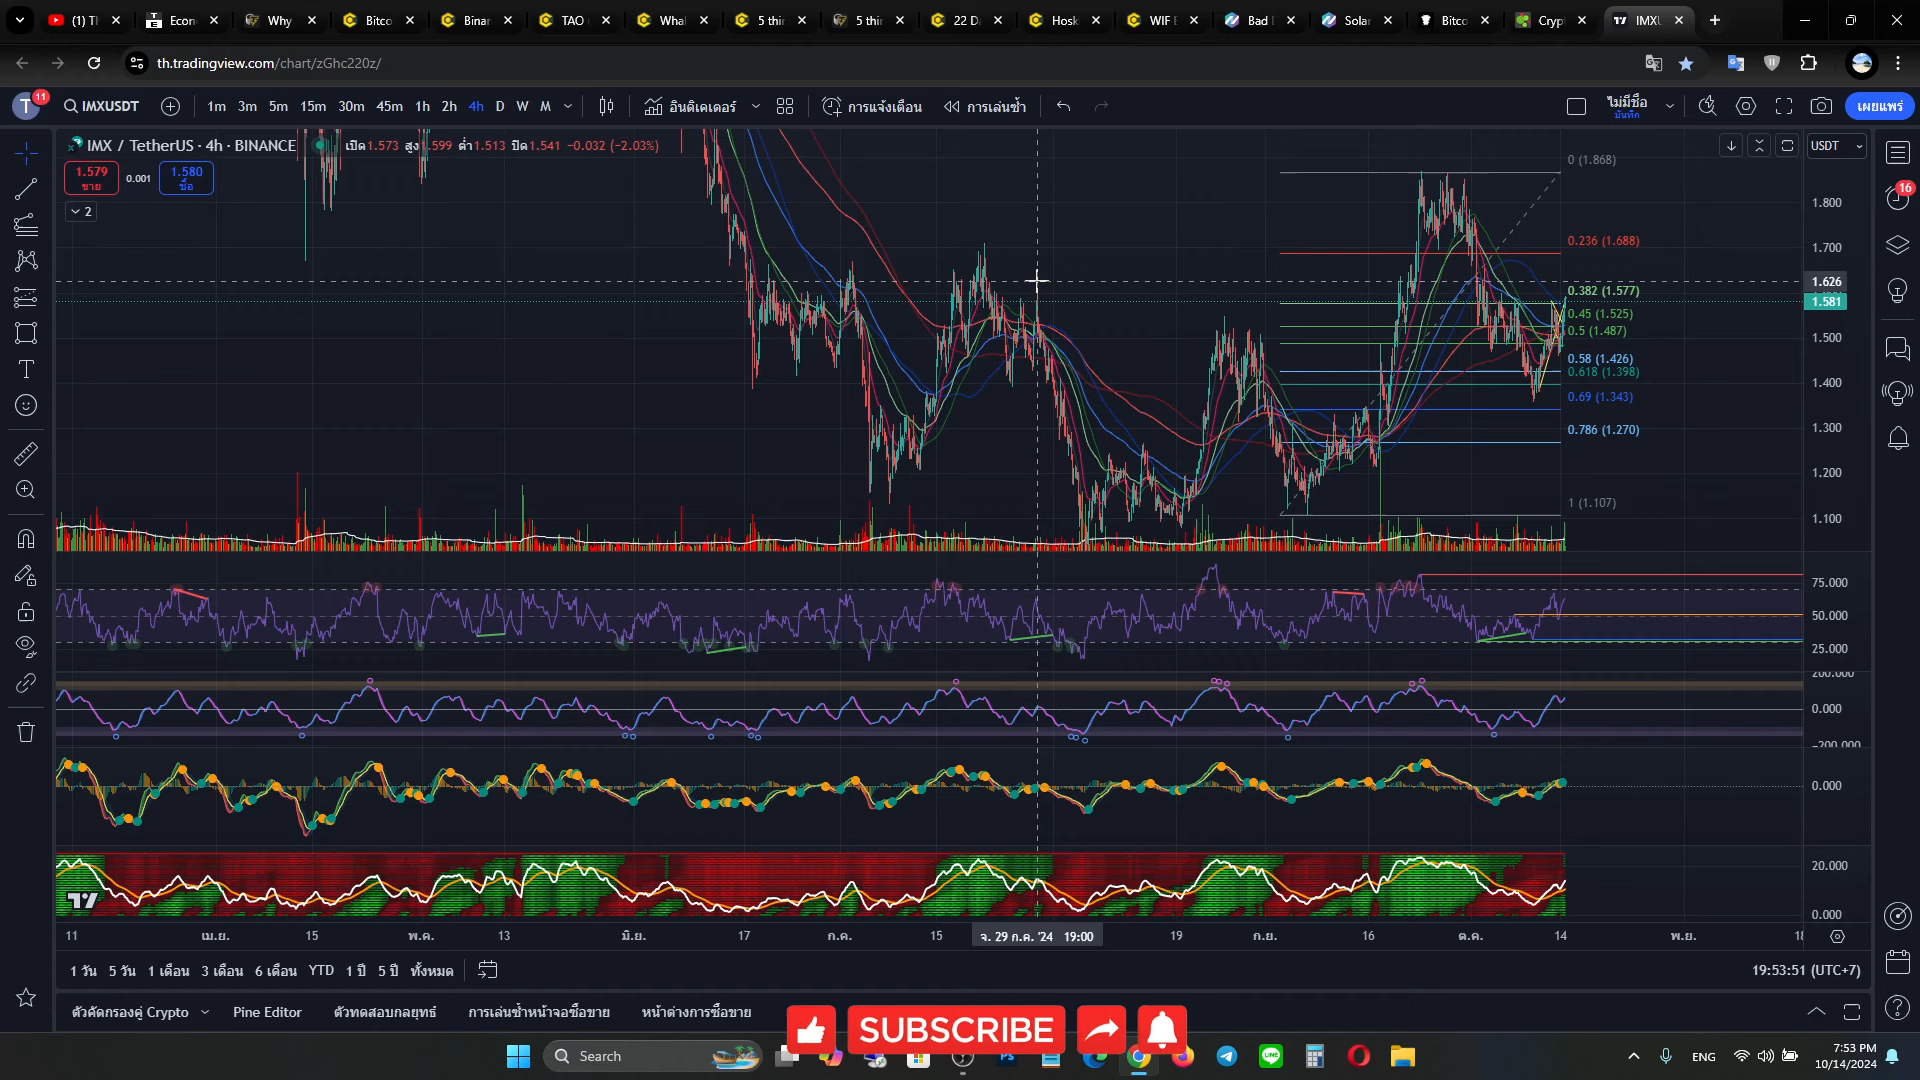 (1) T
Econ
Why
Bitco
Binar
TAO
Whal
5 thir
5 thir
22 D
Hosk
WIF E
Bad
Solar
Bitco
Cryp
IMXU
th.tradingview.com/chart/zGhc220z/
T
11
IMXUSDT
1m
3m
5m
15m
30m
45m
1h
2h
4h
D
W
M
อินดิเคเตอร์
การแจ้งเตือน
การเล่นซ้ำ
ไม่มีชื่อ
บันทึก
เผยแพร่
IMX / TetherUS · 4h · BINANCE
เปิด1.573 สูง1.599 ต่ำ1.513 ปิด1.541 −0.032 (−2.03%)
USDT
1.579
ขาย
0.001
1.580
ซื้อ
2
16
0 (1.868)
0.236 (1.688)
0.382 (1.577)
0.45 (1.525)
0.5 (1.487)
0.58 (1.426)
0.618 (1.398)
0.69 (1.343)
0.786 (1.270)
1 (1.107)
1.800
1.700
1.626
1.581
1.500
1.400
1.300
1.200
1.100
75.000
50.000
25.000
200.000
0.000
−200.000
0.000
20.000
0.000
11
เม.ย.
15
พ.ค.
13
มิ.ย.
17
ก.ค.
15
จ. 29 ก.ค. '24 19:00
19
ก.ย.
16
ต.ค.
14
พ.ย.
18
1 วัน
5 วัน
1 เดือน
3 เดือน
6 เดือน
YTD
1 ปี
5 ปี
ทั้งหมด
19:53:51 (UTC+7)
ตัวคัดกรองคู่ Crypto
Pine Editor
ตัวทดสอบกลยุทธ์
การเล่นซ้ำหน้าจอซื้อขาย
หน้าต่างการซื้อขาย
SUBSCRIBE
Search
Ps
LINE
ENG
7:53 PM
10/14/2024